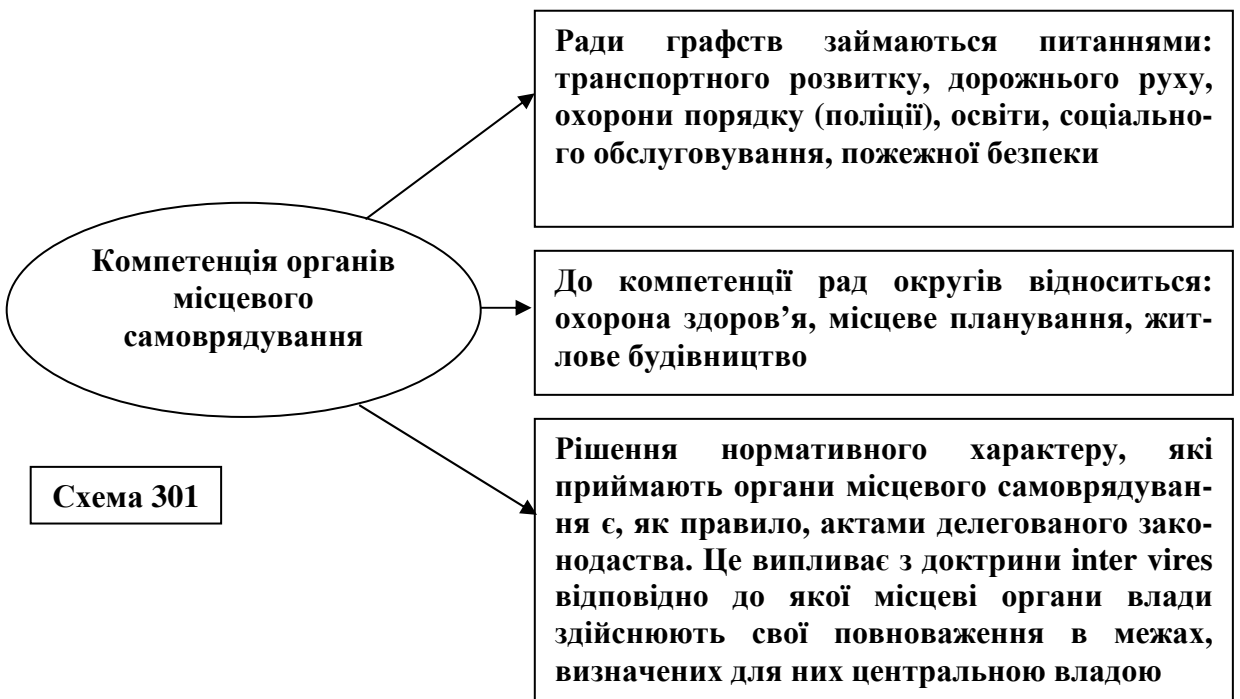 Ради графств займаються питаннями:
транспортного розвитку, дорожнього руху,
охорони порядку (поліції), освіти, соціально-
го обслуговування, пожежної безпеки
Компетенція органів
місцевого
самоврядування
До компетенції рад округів відноситься:
охорона здоров’я, місцеве планування, жит-
лове будівництво
Рішення нормативного характеру, які
приймають органи місцевого самоврядуван-
ня є, як правило, актами делегованого зако-
нодаства. Це випливає з доктрини inter vires
відповідно до якої місцеві органи влади
здійснюють свої повноваження в межах,
визначених для них центральною владою
Схема 301